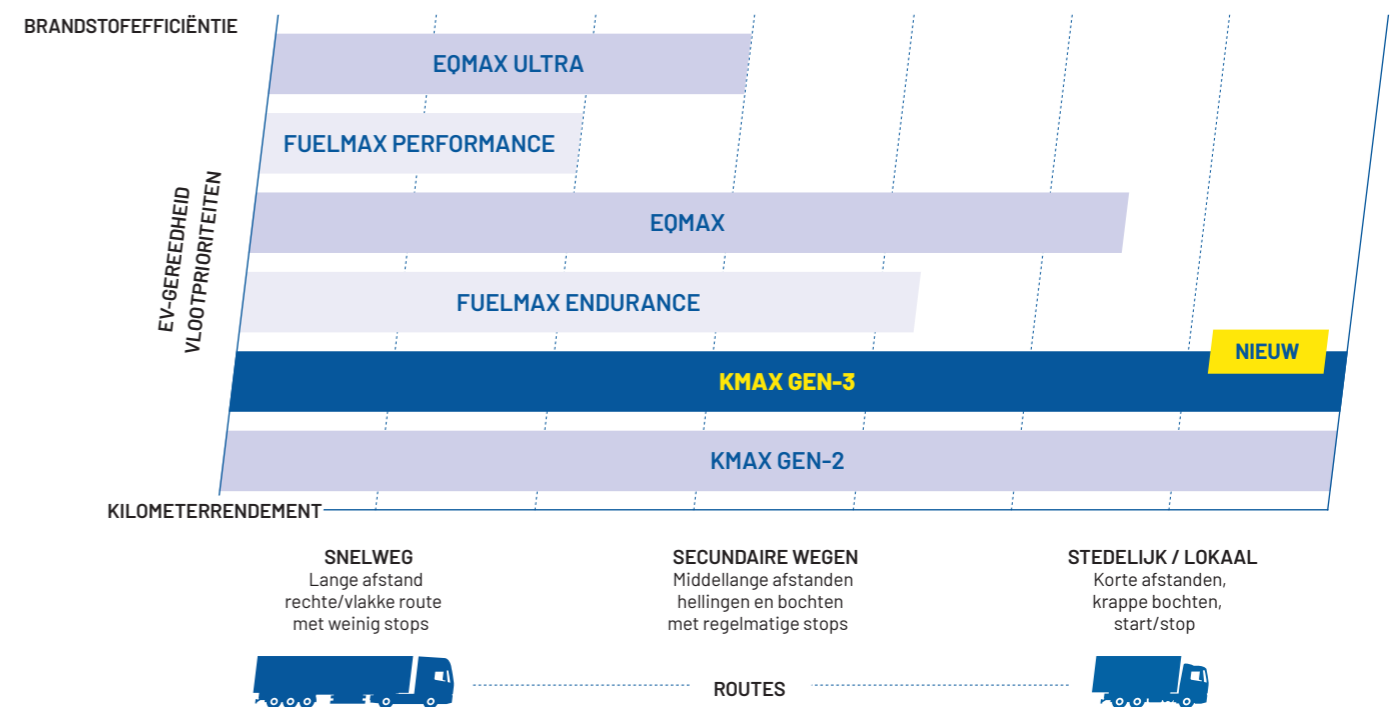 BRANDSTOFEFFICIËNTIE
EQMAX ULTRA
FUELMAX PERFORMANCE
EV-GEREEDHEID
VLOOTPRIORITEITEN
EQMAX
FUELMAX ENDURANCE
NIEUW
KMAX GEN-3
KMAX GEN-2
KILOMETERRENDEMENT
SNELWEG
Lange afstand
rechte/vlakke route
met weinig stops
SECUNDAIRE WEGEN
Middellange afstanden
hellingen en bochten
met regelmatige stops
STEDELIJK / LOKAAL
Korte afstanden,
krappe bochten,
start/stop
ROUTES